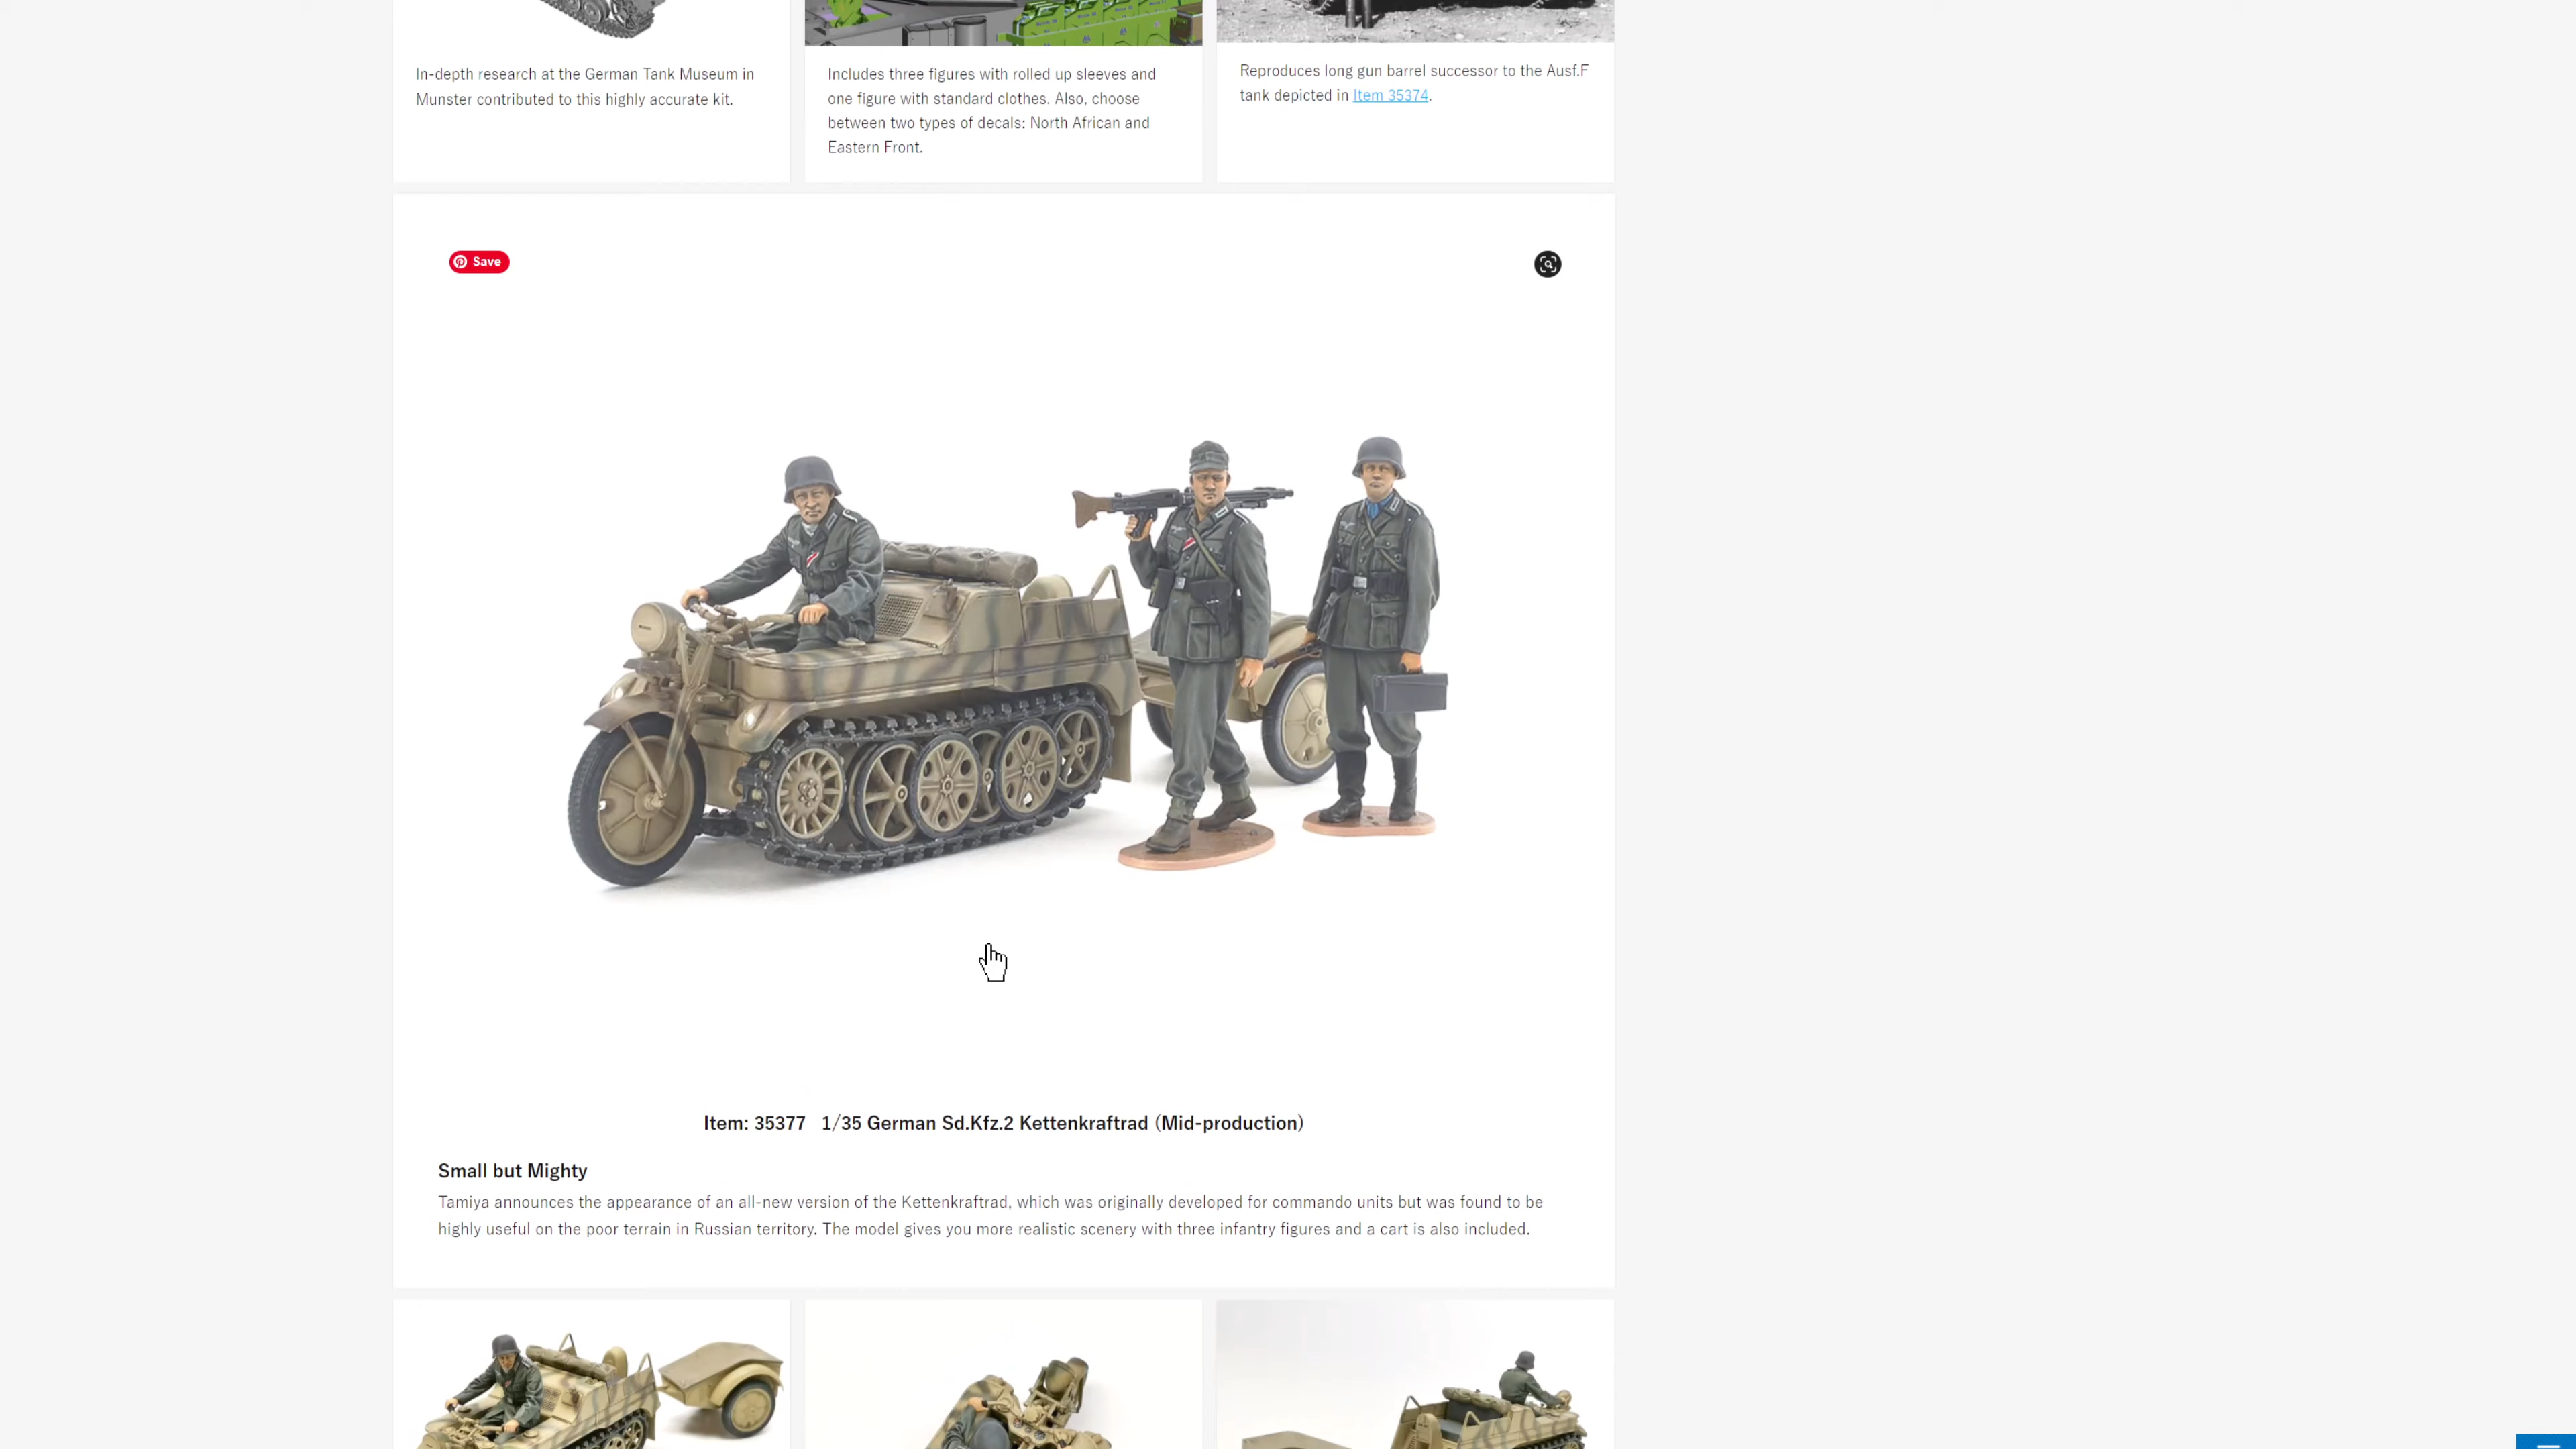 In-depth research at the German Tank Museum in
Munster contributed to this highly accurate kit.
Includes three figures with rolled up sleeves and
one figure with standard clothes. Also, choose
between two types of decals: North African and
Eastern Front.
Reproduces long gun barrel successor to the Ausf.F
tank depicted in Item 35374.
Save
Item: 35377 1/35 German Sd.Kfz.2 Kettenkraftrad (Mid-production)
Small but Mighty
Tamiya announces the appearance of an all-new version of the Kettenkraftrad, which was originally developed for commando units but was found to be
highly useful on the poor terrain in Russian territory. The model gives you more realistic scenery with three infantry figures and a cart is also included.